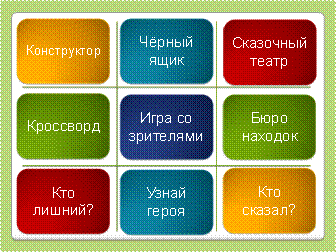 Конструктор
Чёрный
ящик
Сказочный
театр
Кроссворд
Игра со
зрителями
Бюро
находок
Кто
лишний?
Узнай
героя
Кто
сказал?